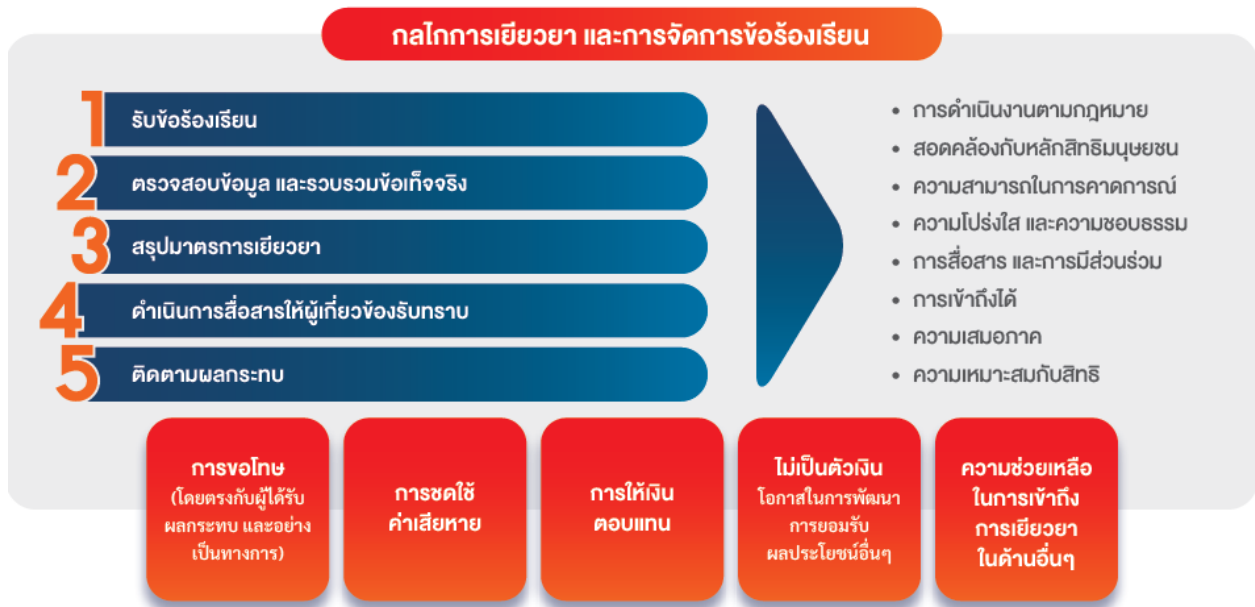 กลไกการเยียวยา และการจัดการข้อร้องเรียน
1 รับข้อร้องเรียน
2 ตรวจสอบข้อมูล และรวบรวมข้อเท็จจริง
3 สรุปมาตรการเยียวยา
4 ดำเนินการสื่อสารให้ผู้เกี่ยวข้องรับทราบ
5 ติดตามผลกระทบ
• การดำเนินงานตามกฎหมาย
• สอดคล้องกับหลักสิทธิมนุษยชน
• ความสามารถในการคาดการณ์
• ความโปร่งใส และความชอบธรรม
• การสื่อสาร และการมีส่วนร่วม
• การเข้าถึงได้
• ความเสมอภาค
• ความเหมาะสมกับสิทธิ
การขอโทษ
(โดยตรงกับผู้ได้รับ
ผลกระทบ และอย่าง
เป็นทางการ)
การชดใช้
ค่าเสียหาย
การให้เงิน
ตอบแทน
ไม่เป็นตัวเงิน
โอกาสในการพัฒนา
การยอมรับ
ผลประโยชน์อื่นๆ
ความช่วยเหลือ
ในการเข้าถึง
การเยียวยา
ในด้านอื่นๆ